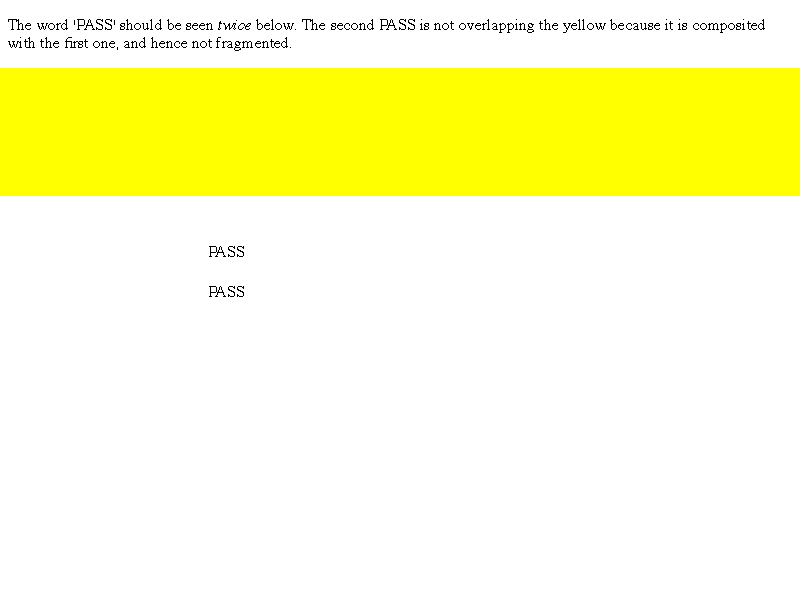 The word 'PASS' should be seen twice below. The second PASS is not overlapping the yellow because it is composited
with the first one, and hence not fragmented.
PASS
PASS